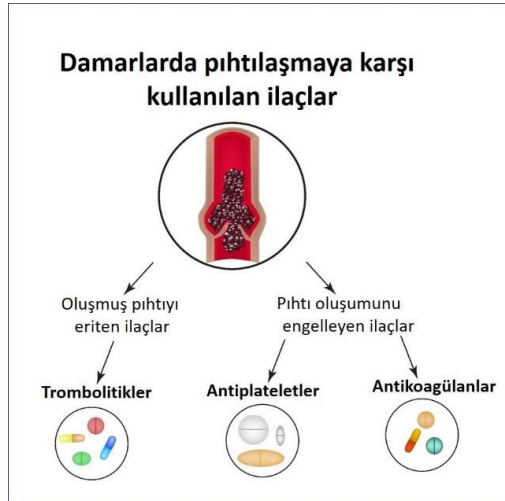 Damarlarda pıhtılaşmaya karşı
kullanılan ilaçlar
Oluşmuş pıhtıyı
eriten ilaçlar
Pıhtı oluşumunu
engelleyen ilaçlar
Trombolitikler
Antiplateletler
Antikoagülanlar